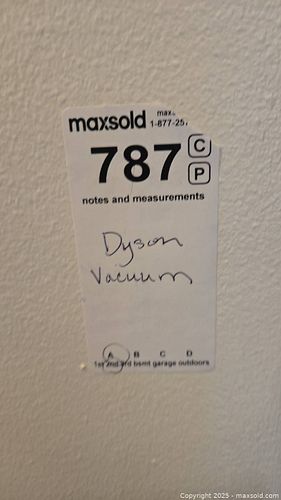 maxsold
1-877-25
787 C
P
notes and measurements
Dyson
Vacuum
A B C D
1st 2nd 3rd bsmt garage outdoors
Copyright 2025 - maxsold.com